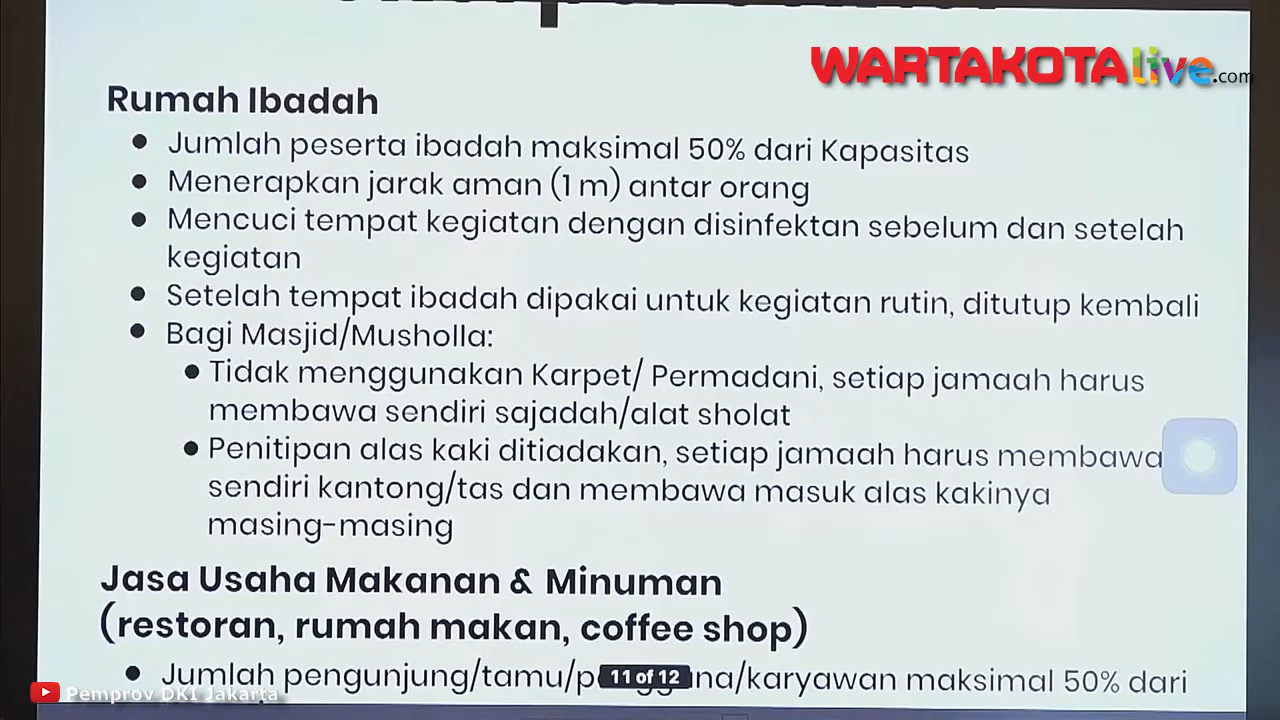 WARTAKOTAlive.com
Rumah Ibadah
● Jumlah peserta ibadah maksimal 50% dari Kapasitas
● Menerapkan jarak aman (1 m) antar orang
● Mencuci tempat kegiatan dengan disinfektan sebelum dan setelah
kegiatan
● Setelah tempat ibadah dipakai untuk kegiatan rutin, ditutup kembali
● Bagi Masjid/Musholla:
● Tidak menggunakan Karpet/ Permadani, setiap jamaah harus
membawa sendiri sajadah/alat sholat
● Penitipan alas kaki ditiadakan, setiap jamaah harus membawa
sendiri kantong/tas dan membawa masuk alas kakinya
masing-masing
Jasa Usaha Makanan & Minuman
(restoran, rumah makan, coffee shop)
● Jumlah pengunjung/tamu/ /karyawan maksimal 50% dari
11 of 12
Pemprov DKI Jakarta